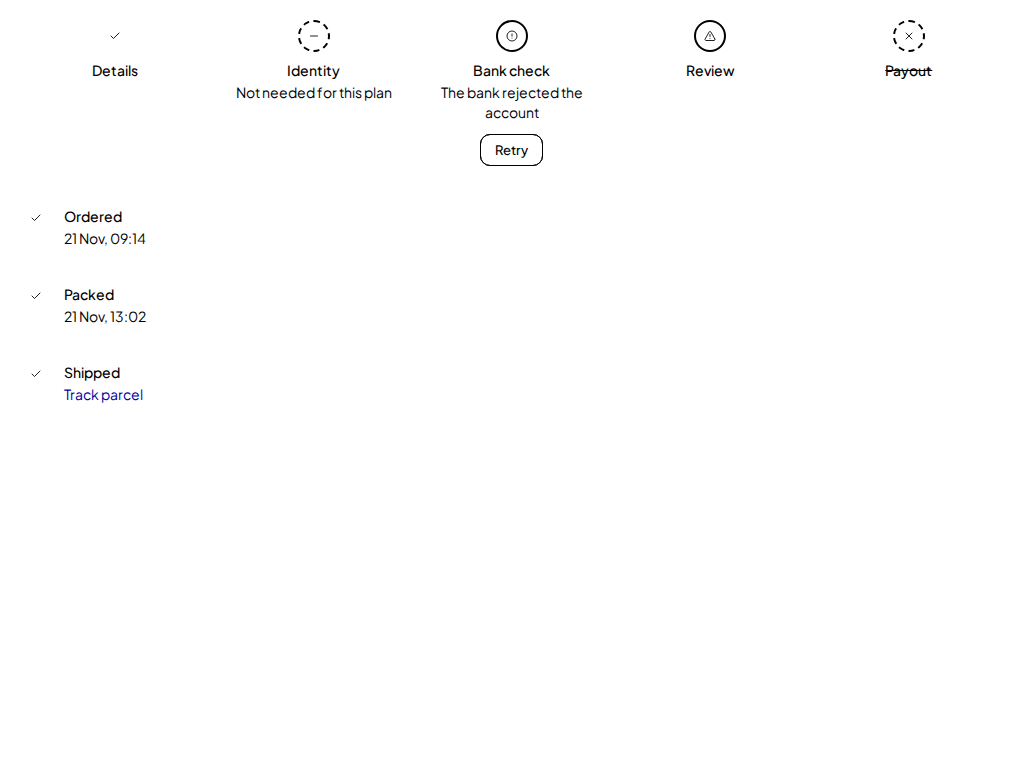 Details
Identity
Not needed for this plan
Bank check
The bank rejected the
account
Retry
Review
Payout
Ordered
21 Nov, 09:14
Packed
21 Nov, 13:02
Shipped
Track parcel